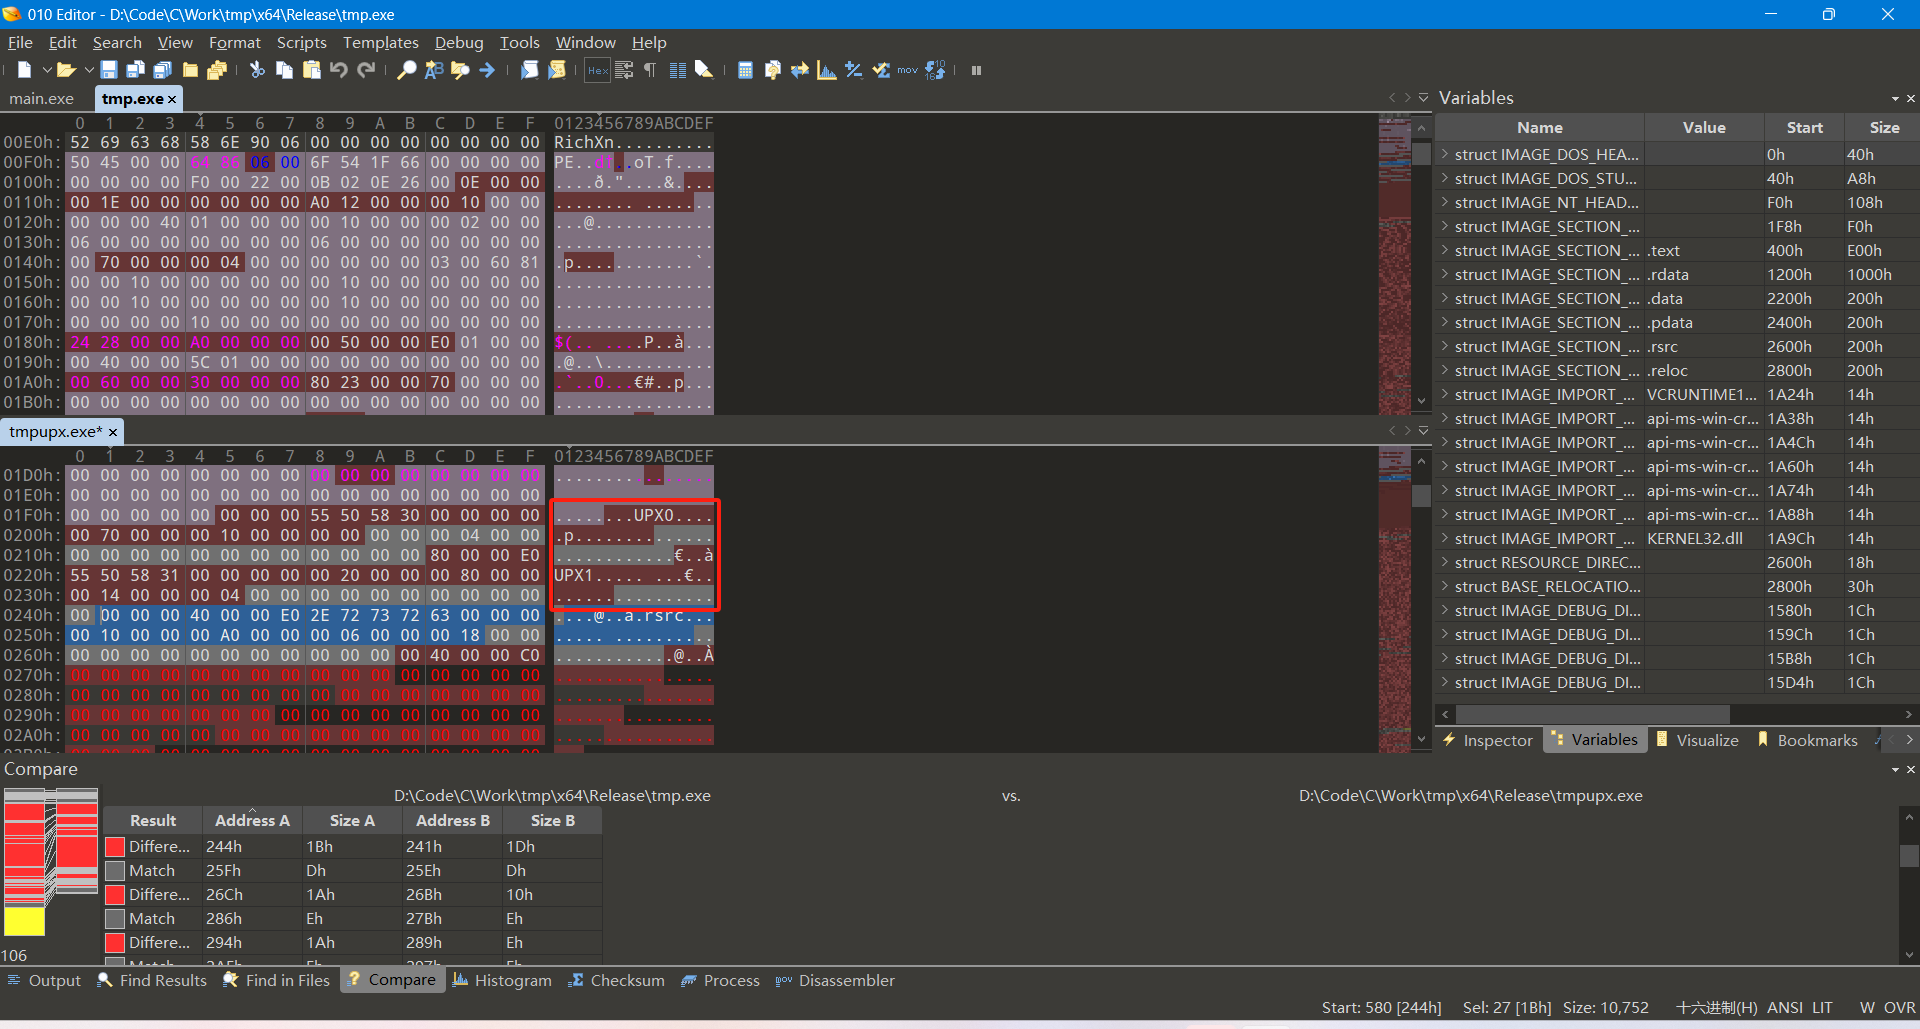 010 Editor - D:\Code\C\Work\tmp\x64\Release\tmp.exe
File Edit Search View Format Scripts Templates Debug Tools Window Help
Hex mov
main.exe tmp.exe ×
0 1 2 3 4 5 6 7 8 9 A B C D E F 0123456789ABCDEF
00E0h: 52 69 63 68 58 6E 90 06 00 00 00 00 00 00 00 00 RichXn..........
00F0h: 50 45 00 00 64 86 06 00 6F 54 1F 66 00 00 00 00 PE..d†..oT.f....
0100h: 00 00 00 00 F0 00 22 00 0B 02 0E 26 00 0E 00 00 ....ð."....&....
0110h: 00 1E 00 00 00 00 00 00 A0 12 00 00 00 10 00 00 ........ .......
0120h: 00 00 00 40 01 00 00 00 00 10 00 00 00 02 00 00 ...@............
0130h: 06 00 00 00 00 00 00 00 06 00 00 00 00 00 00 00 ................
0140h: 00 70 00 00 00 04 00 00 00 00 00 00 03 00 60 81 .p............`.
0150h: 00 00 10 00 00 00 00 00 00 10 00 00 00 00 00 00 ................
0160h: 00 00 10 00 00 00 00 00 00 10 00 00 00 00 00 00 ................
0170h: 00 00 00 00 10 00 00 00 00 00 00 00 00 00 00 00 ................
0180h: 24 28 00 00 A0 00 00 00 00 50 00 00 E0 01 00 00 $(.. ....P..à...
0190h: 00 40 00 00 5C 01 00 00 00 00 00 00 00 00 00 00 .@..\...........
01A0h: 00 60 00 00 30 00 00 00 80 23 00 00 70 00 00 00 .`..0...€#..p...
01B0h: 00 00 00 00 00 00 00 00 00 00 00 00 00 00 00 00 ................
tmpupx.exe* ×
0 1 2 3 4 5 6 7 8 9 A B C D E F 0123456789ABCDEF
01D0h: 00 00 00 00 00 00 00 00 00 00 00 00 00 00 00 00 ................
01E0h: 00 00 00 00 00 00 00 00 00 00 00 00 00 00 00 00 ................
01F0h: 00 00 00 00 00 00 00 00 55 50 58 30 00 00 00 00 ........UPX0....
0200h: 00 70 00 00 00 10 00 00 00 00 00 00 00 04 00 00 .p..............
0210h: 00 00 00 00 00 00 00 00 00 00 00 00 80 00 00 E0 ............€..à
0220h: 55 50 58 31 00 00 00 00 00 20 00 00 00 80 00 00 UPX1..... ...€..
0230h: 00 14 00 00 00 04 00 00 00 00 00 00 00 00 00 00 ................
0240h: 00 00 00 00 40 00 00 E0 2E 72 73 72 63 00 00 00 ....@..à.rsrc...
0250h: 00 10 00 00 00 A0 00 00 00 06 00 00 00 18 00 00 ..... ..........
0260h: 00 00 00 00 00 00 00 00 00 00 00 00 40 00 00 C0 ............@..À
0270h: 00 00 00 00 00 00 00 00 00 00 00 00 00 00 00 00 ................
0280h: 00 00 00 00 00 00 00 00 00 00 00 00 00 00 00 00 ................
0290h: 00 00 00 00 00 00 00 00 00 00 00 00 00 00 00 00 ................
02A0h: 00 00 00 00 00 00 00 00 00 00 00 00 00 00 00 00 ................
Variables
Name Value Start Size
struct IMAGE_DOS_HEA... 0h 40h
struct IMAGE_DOS_STU... 40h A8h
struct IMAGE_NT_HEAD... F0h 108h
struct IMAGE_SECTION_... 1F8h F0h
struct IMAGE_SECTION_... .text 400h E00h
struct IMAGE_SECTION_... .rdata 1200h 1000h
struct IMAGE_SECTION_... .data 2200h 200h
struct IMAGE_SECTION_... .pdata 2400h 200h
struct IMAGE_SECTION_... .rsrc 2600h 200h
struct IMAGE_SECTION_... .reloc 2800h 200h
struct IMAGE_IMPORT_... VCRUNTIME1... 1A24h 14h
struct IMAGE_IMPORT_... api-ms-win-cr... 1A38h 14h
struct IMAGE_IMPORT_... api-ms-win-cr... 1A4Ch 14h
struct IMAGE_IMPORT_... api-ms-win-cr... 1A60h 14h
struct IMAGE_IMPORT_... api-ms-win-cr... 1A74h 14h
struct IMAGE_IMPORT_... api-ms-win-cr... 1A88h 14h
struct IMAGE_IMPORT_... KERNEL32.dll 1A9Ch 14h
struct RESOURCE_DIREC... 2600h 18h
struct BASE_RELOCATIO... 2800h 30h
struct IMAGE_DEBUG_DI... 1580h 1Ch
struct IMAGE_DEBUG_DI... 159Ch 1Ch
struct IMAGE_DEBUG_DI... 15B8h 1Ch
struct IMAGE_DEBUG_DI... 15D4h 1Ch
Inspector Variables Visualize Bookmarks
Compare
D:\Code\C\Work\tmp\x64\Release\tmp.exe vs. D:\Code\C\Work\tmp\x64\Release\tmpupx.exe
Result Address A Size A Address B Size B
Differe... 244h 1Bh 241h 1Dh
Match 25Fh Dh 25Eh Dh
Differe... 26Ch 1Ah 26Bh 10h
Match 286h Eh 27Bh Eh
Differe... 294h 1Ah 289h Eh
106
Output Find Results Find in Files Compare Histogram Checksum Process Disassembler
Start: 580 [244h] Sel: 27 [1Bh] Size: 10,752 十六进制(H) ANSI LIT W OVR